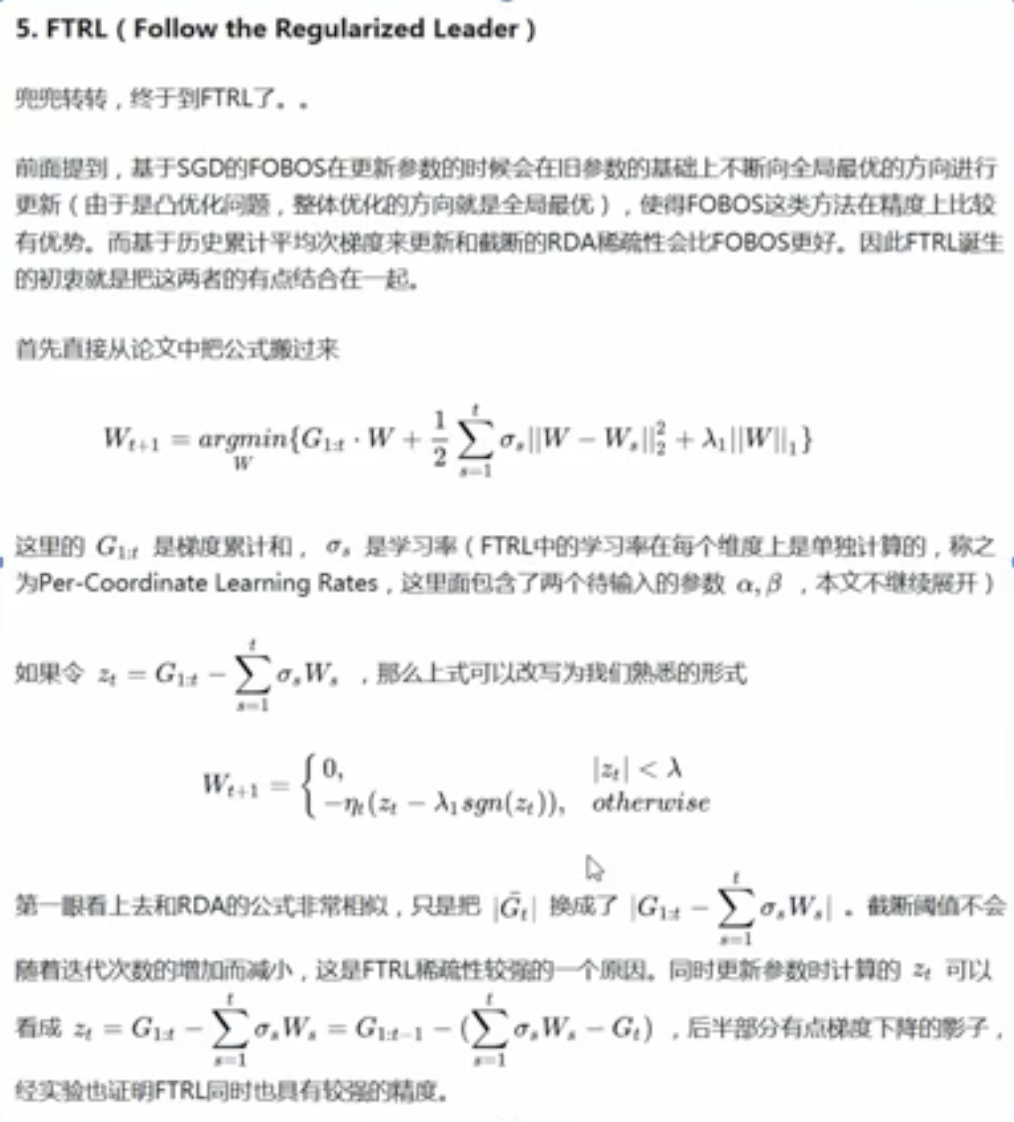 5. FTRL ( Follow the Regularized Leader )
兜兜转转，终于到FTRL了。。
前面提到，基于SGD的FOBOS在更新参数的时候会在旧参数的基础上不断向全局最优的方向进行
更新（由于是凸优化问题，整体优化的方向就是全局最优），使得FOBOS这类方法在精度上比较
有优势。而基于历史累计平均次梯度来更新和截断的RDA稀疏性会比FOBOS更好。因此FTRL诞生
的初衷就是把这两者的有点结合在一起。
首先直接从论文中把公式搬过来
W_{t+1} = argmin_W{G_{1:t} · W + \frac{1}{2} \sum_{s=1}^{t} σ_s||W − W_s||_2^2 + λ_1||W||_1}
这里的 G_{1:t} 是梯度累计和， σ_s 是学习率（FTRL中的学习率在每个维度上是单独计算的，称之
为Per-Coordinate Learning Rates，这里面包含了两个待输入的参数 α, β ，本文不继续展开）
如果令 z_t = G_{1:t} − \sum_{s=1}^{t} σ_s W_s ，那么上式可以改写为我们熟悉的形式
W_{t+1} = { 0, |z_t| < λ
−η_t(z_t − λ_1 sgn(z_t)), otherwise
第一眼看上去和RDA的公式非常相似，只是把 |\bar{G}_t| 换成了 |G_{1:t} − \sum_{s=1}^{t} σ_s W_s| 。截断阈值不会
随着迭代次数的增加而减小，这是FTRL稀疏性较强的一个原因。同时更新参数时计算的 z_t 可以
看成 z_t = G_{1:t} − \sum_{s=1}^{t} σ_s W_s = G_{1:t−1} − (\sum_{s=1}^{t} σ_s W_s − G_t) ，后半部分有点梯度下降的影子，
经实验也证明FTRL同时也具有较强的精度。